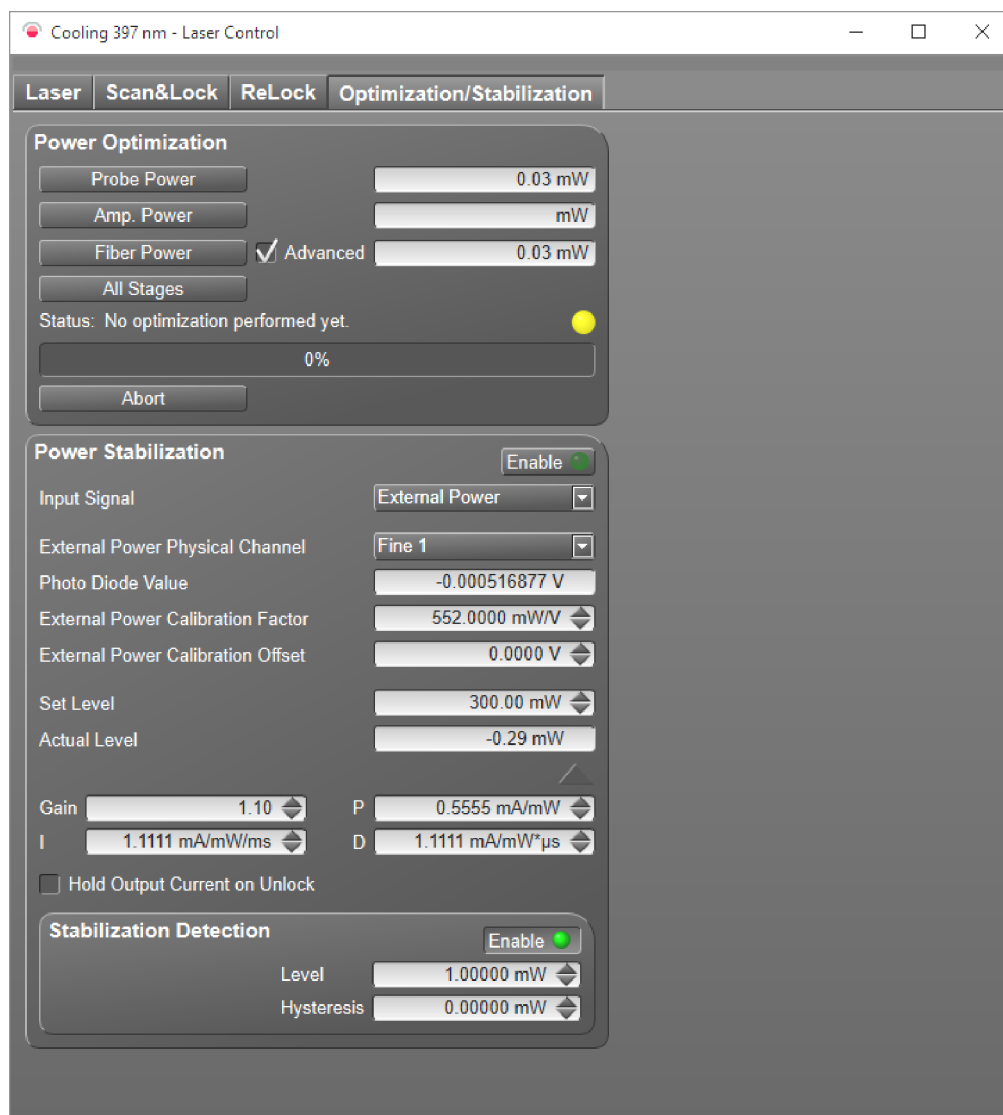 Cooling 397 nm - Laser Control
Laser Scan&Lock ReLock Optimization/Stabilization
Power Optimization
Probe Power 0.03 mW
Amp. Power mW
Fiber Power Advanced 0.03 mW
All Stages
Status: No optimization performed yet.
0%
Abort
Power Stabilization
Enable
Input Signal External Power
External Power Physical Channel Fine 1
Photo Diode Value -0.000516877 V
External Power Calibration Factor 552.0000 mW/V
External Power Calibration Offset 0.0000 V
Set Level 300.00 mW
Actual Level -0.29 mW
Gain 1.10 P 0.5555 mA/mW
I 1.1111 mA/mW/ms D 1.1111 mA/mW*µs
Hold Output Current on Unlock
Stabilization Detection
Enable
Level 1.00000 mW
Hysteresis 0.00000 mW